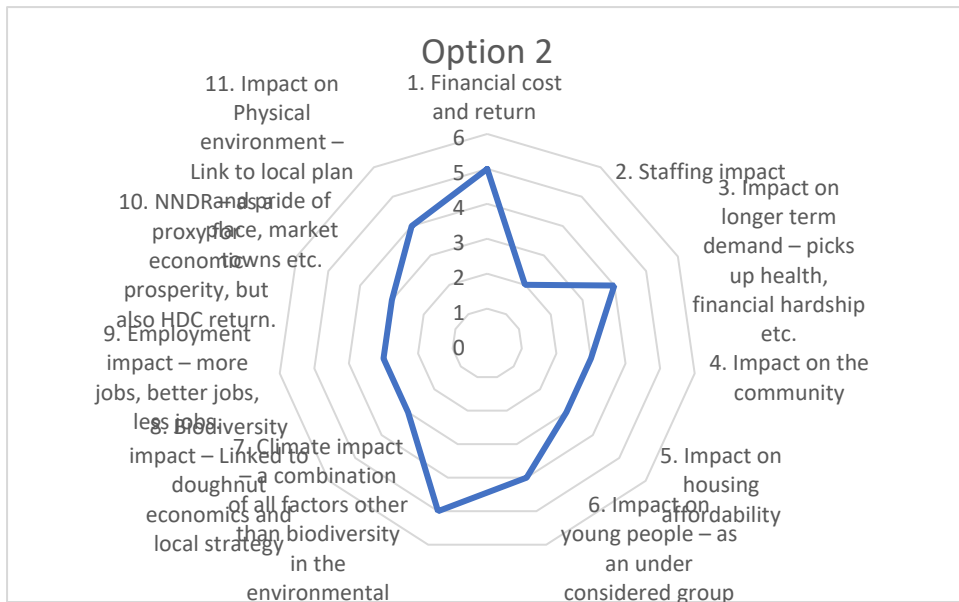 Option 2
1. Financial cost
and return
2. Staffing impact
3. Impact on
longer term
demand – picks
up health,
financial hardship
etc.
4. Impact on the
community
5. Impact on
housing
affordability
6. Impact on
young people – as
an under
considered group
7. Climate impact
– a combination
of all factors other
than biodiversity
in the
environmental
8. Biodiversity
impact – Linked to
doughnut
economics and
local strategy
9. Employment
impact – more
jobs, better jobs,
less jobs.
10. NNDR – as a
proxy for
economic
prosperity, but
also HDC return.
11. Impact on
Physical
environment –
Link to local plan
and pride of
place, market
towns etc.
6
5
4
3
2
1
0